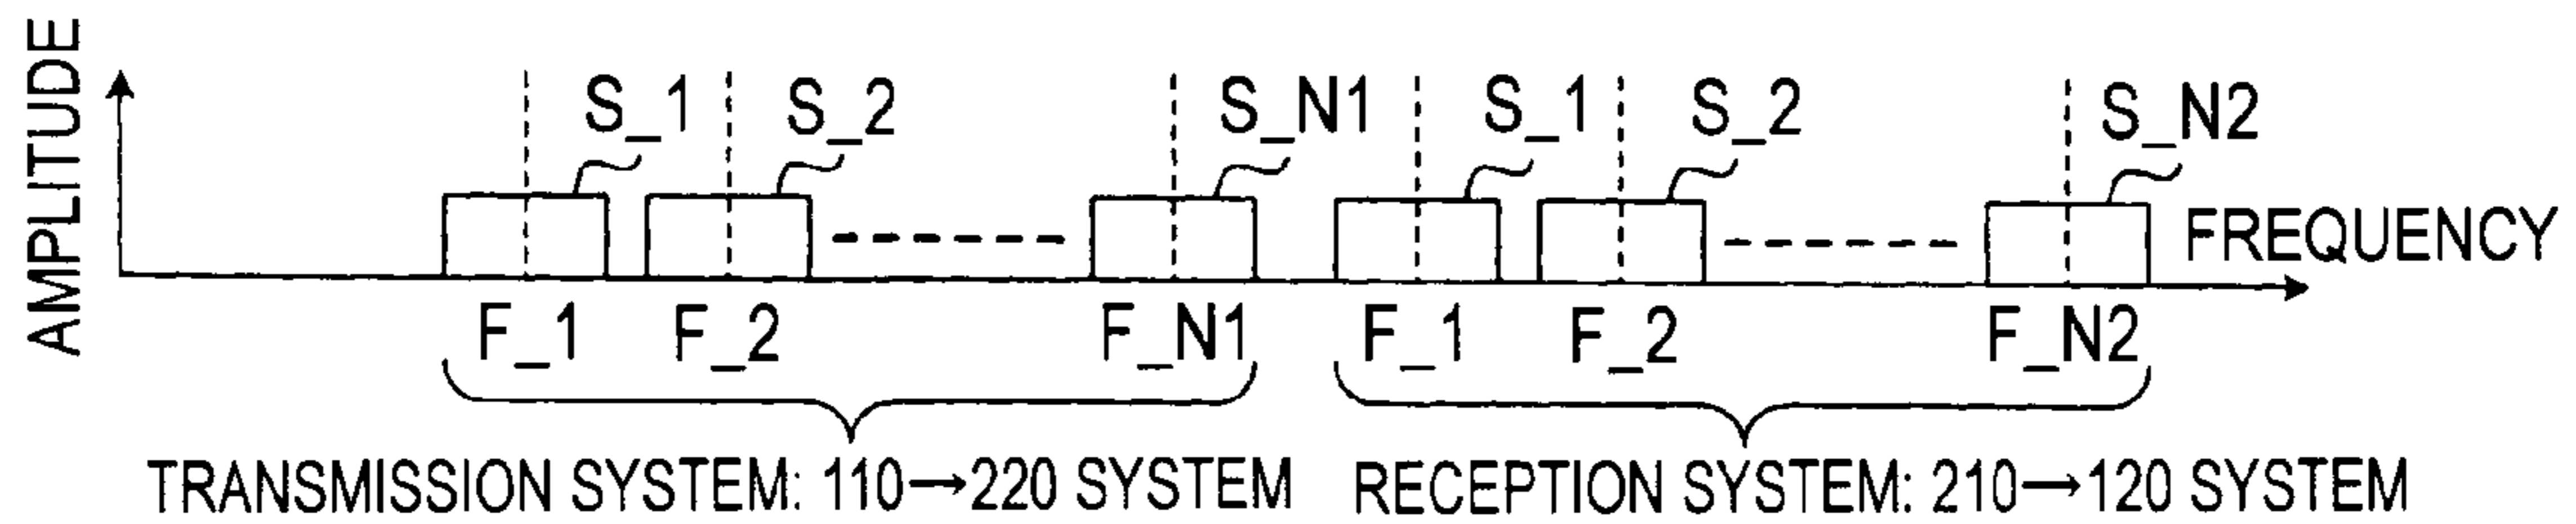 AMPLITUDE
S_1 S_2 S_N1 S_1 S_2 S_N2
FREQUENCY
F_1 F_2 F_N1 F_1 F_2 F_N2
TRANSMISSION SYSTEM: 110→220 SYSTEM RECEPTION SYSTEM: 210→120 SYSTEM